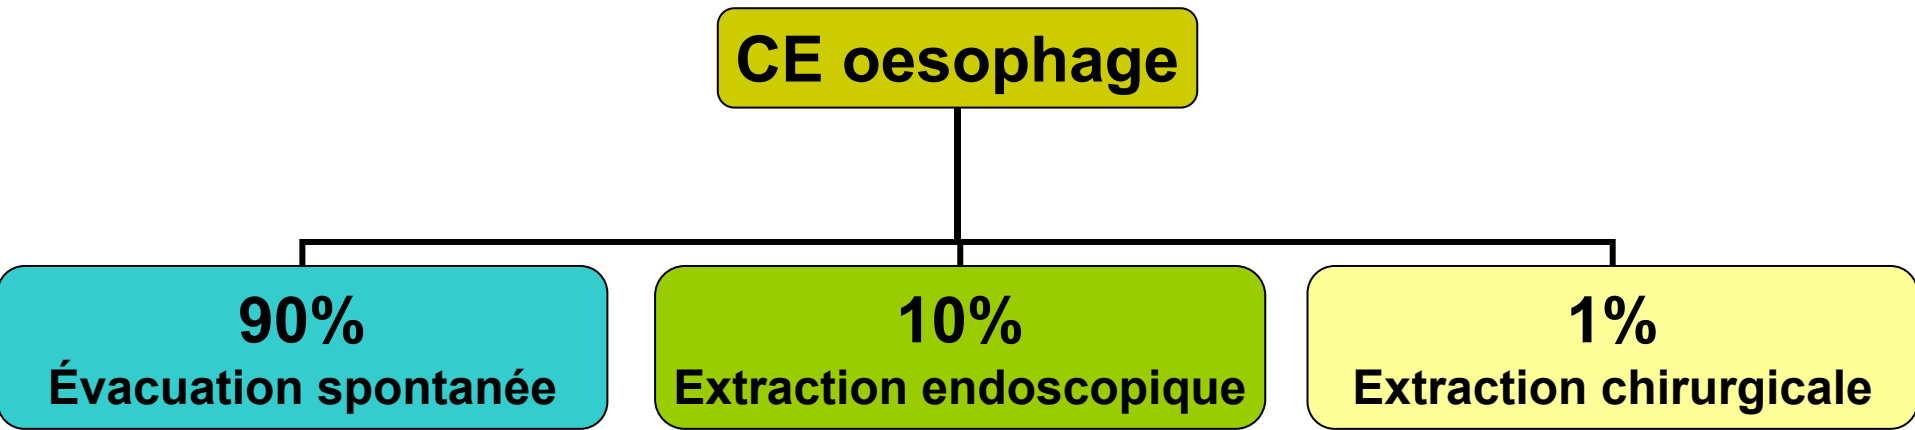 CE oesophage
90%
Évacuation spontanée
10%
Extraction endoscopique
1%
Extraction chirurgicale